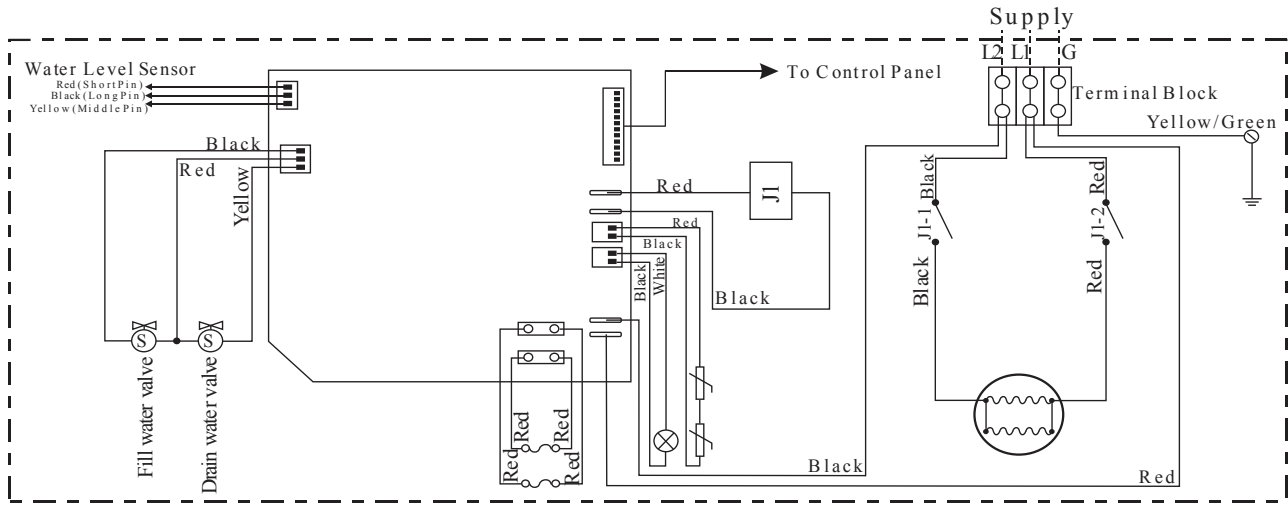 Supply
L2 L1 G
Water Level Sensor
Red(ShortPin)
Black(LongPin)
Yellow(MiddlePin)
To Control Panel
Terminal Block
Yellow/Green
Black
Red
Yellow
Red
J1
Red
Black
Black
White
Black
Black
J1-1
Black
Red
J1-2
Red
S
S
Fill water valve
Drain water valve
Red
Red
Red
Red
Black
Red